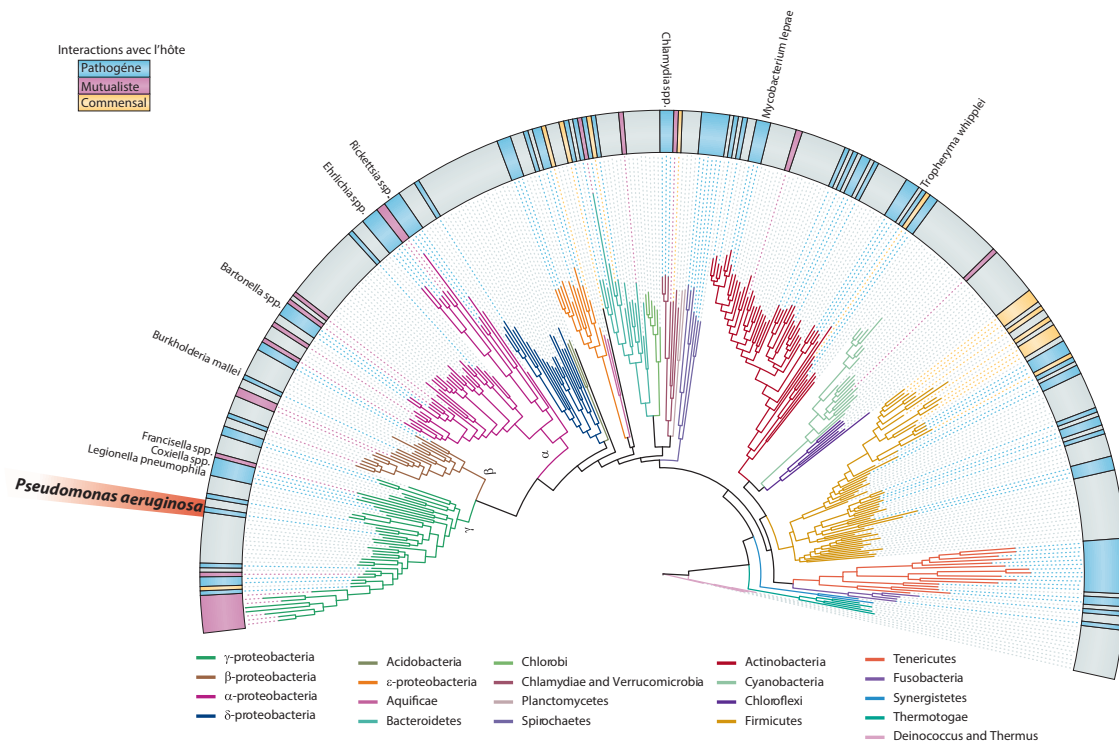 Interactions avec l'hôte
Pathogéne
Mutualiste
Commensal
Chlamydia spp.
Mycobacterium leprae
Tropheryma whipplei
Rickettsia ssp.
Ehrlichia spp.
Bartonella spp.
Burkholderia mallei
Francisella spp.
Coxiella spp.
Legionella pneumophila
Pseudomonas aeruginosa
α
β
γ
γ-proteobacteria
β-proteobacteria
α-proteobacteria
δ-proteobacteria
Acidobacteria
ε-proteobacteria
Aquificae
Bacteroidetes
Chlorobi
Chlamydiae and Verrucomicrobia
Planctomycetes
Spirochaetes
Actinobacteria
Cyanobacteria
Chloroflexi
Firmicutes
Tenericutes
Fusobacteria
Synergistetes
Thermotogae
Deinococcus and Thermus